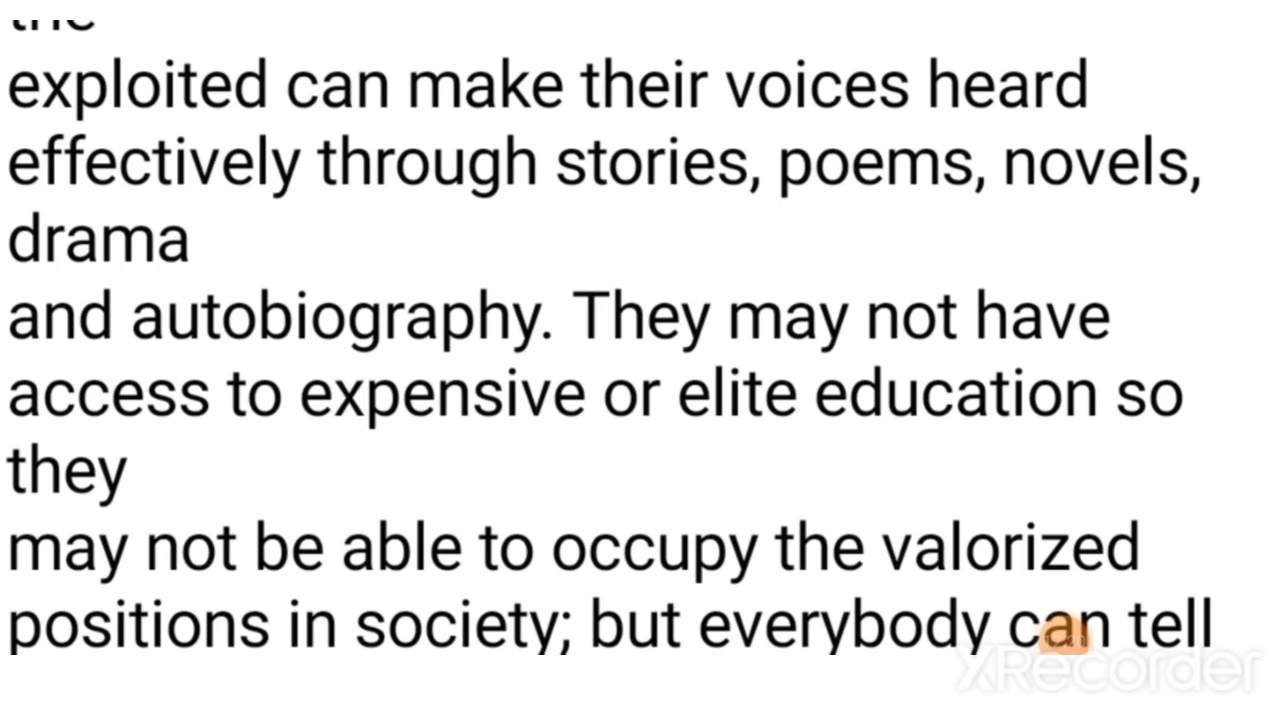 the
exploited can make their voices heard
effectively through stories, poems, novels,
drama
and autobiography. They may not have
access to expensive or elite education so
they
may not be able to occupy the valorized
positions in society; but everybody can tell
XRecorder